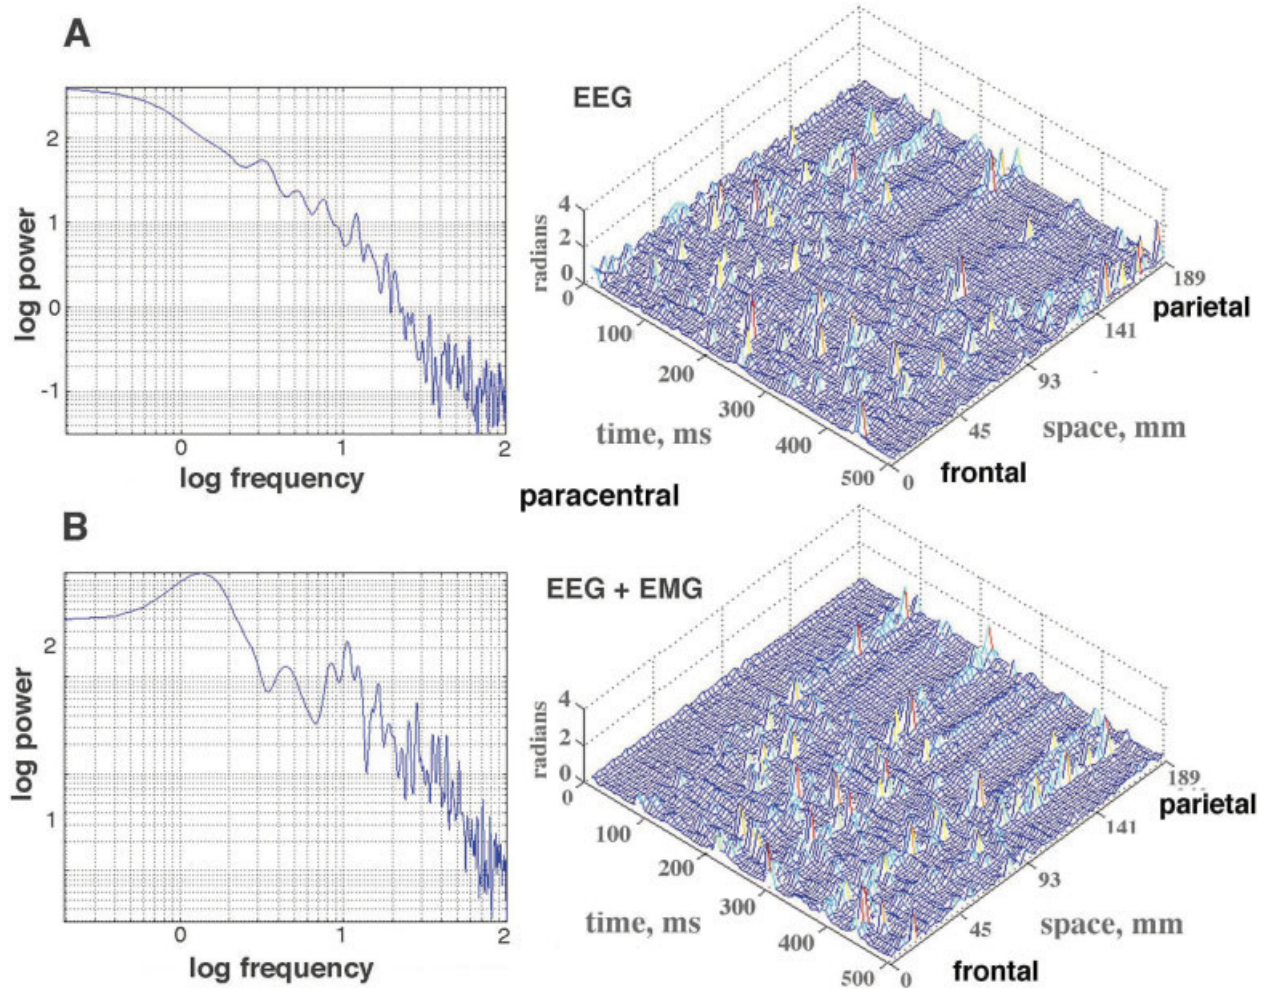 A
EEG
2
1
0
-1
log power
0
1
2
log frequency
4
2
0
radians
0
100
200
300
400
500
time, ms
0
45
93
141
189
space, mm
parietal
frontal
paracentral
B
EEG + EMG
2
1
log power
0
1
2
log frequency
4
2
0
radians
0
100
200
300
400
500
time, ms
0
45
93
141
189
space, mm
parietal
frontal